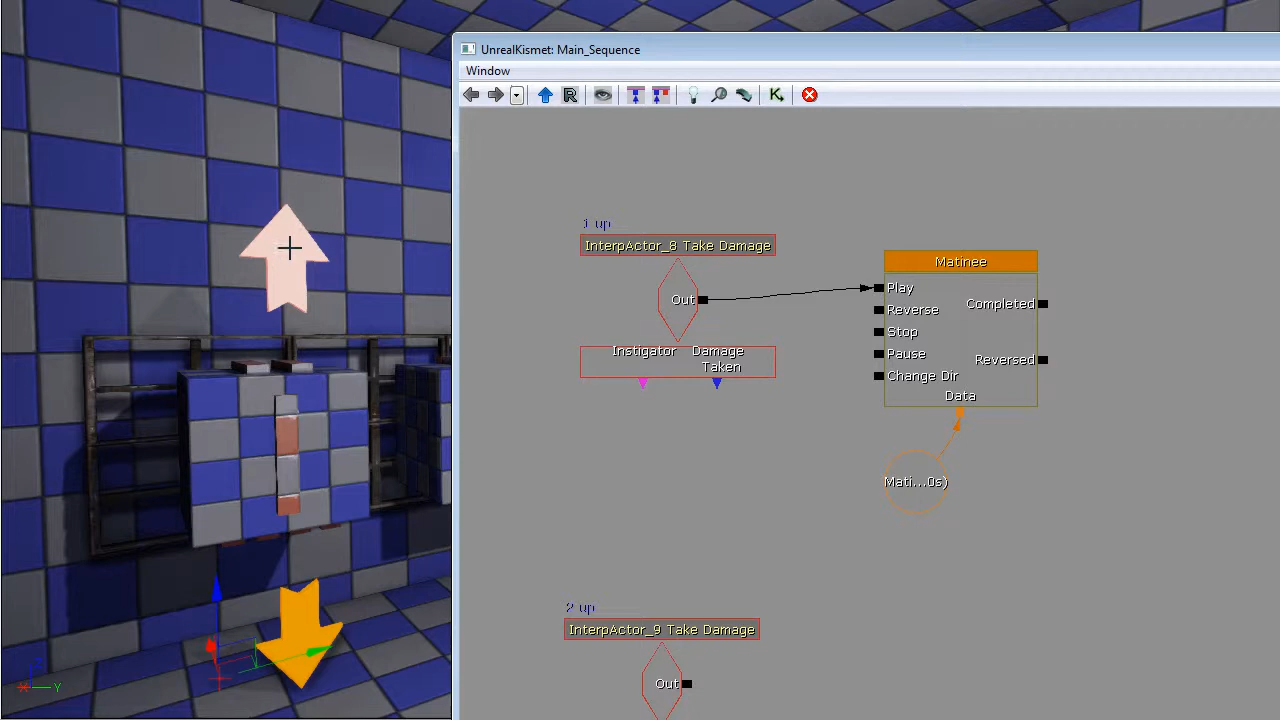 UnrealKismet: Main_Sequence
Window
R
K
1 up
InterpActor_8 Take Damage
Out
Instigator
Damage
Taken
Matinee
Play
Reverse
Stop
Pause
Change Dir
Completed
Reversed
Data
Mati...0s)
2 up
InterpActor_9 Take Damage
Out
Z
X
Y